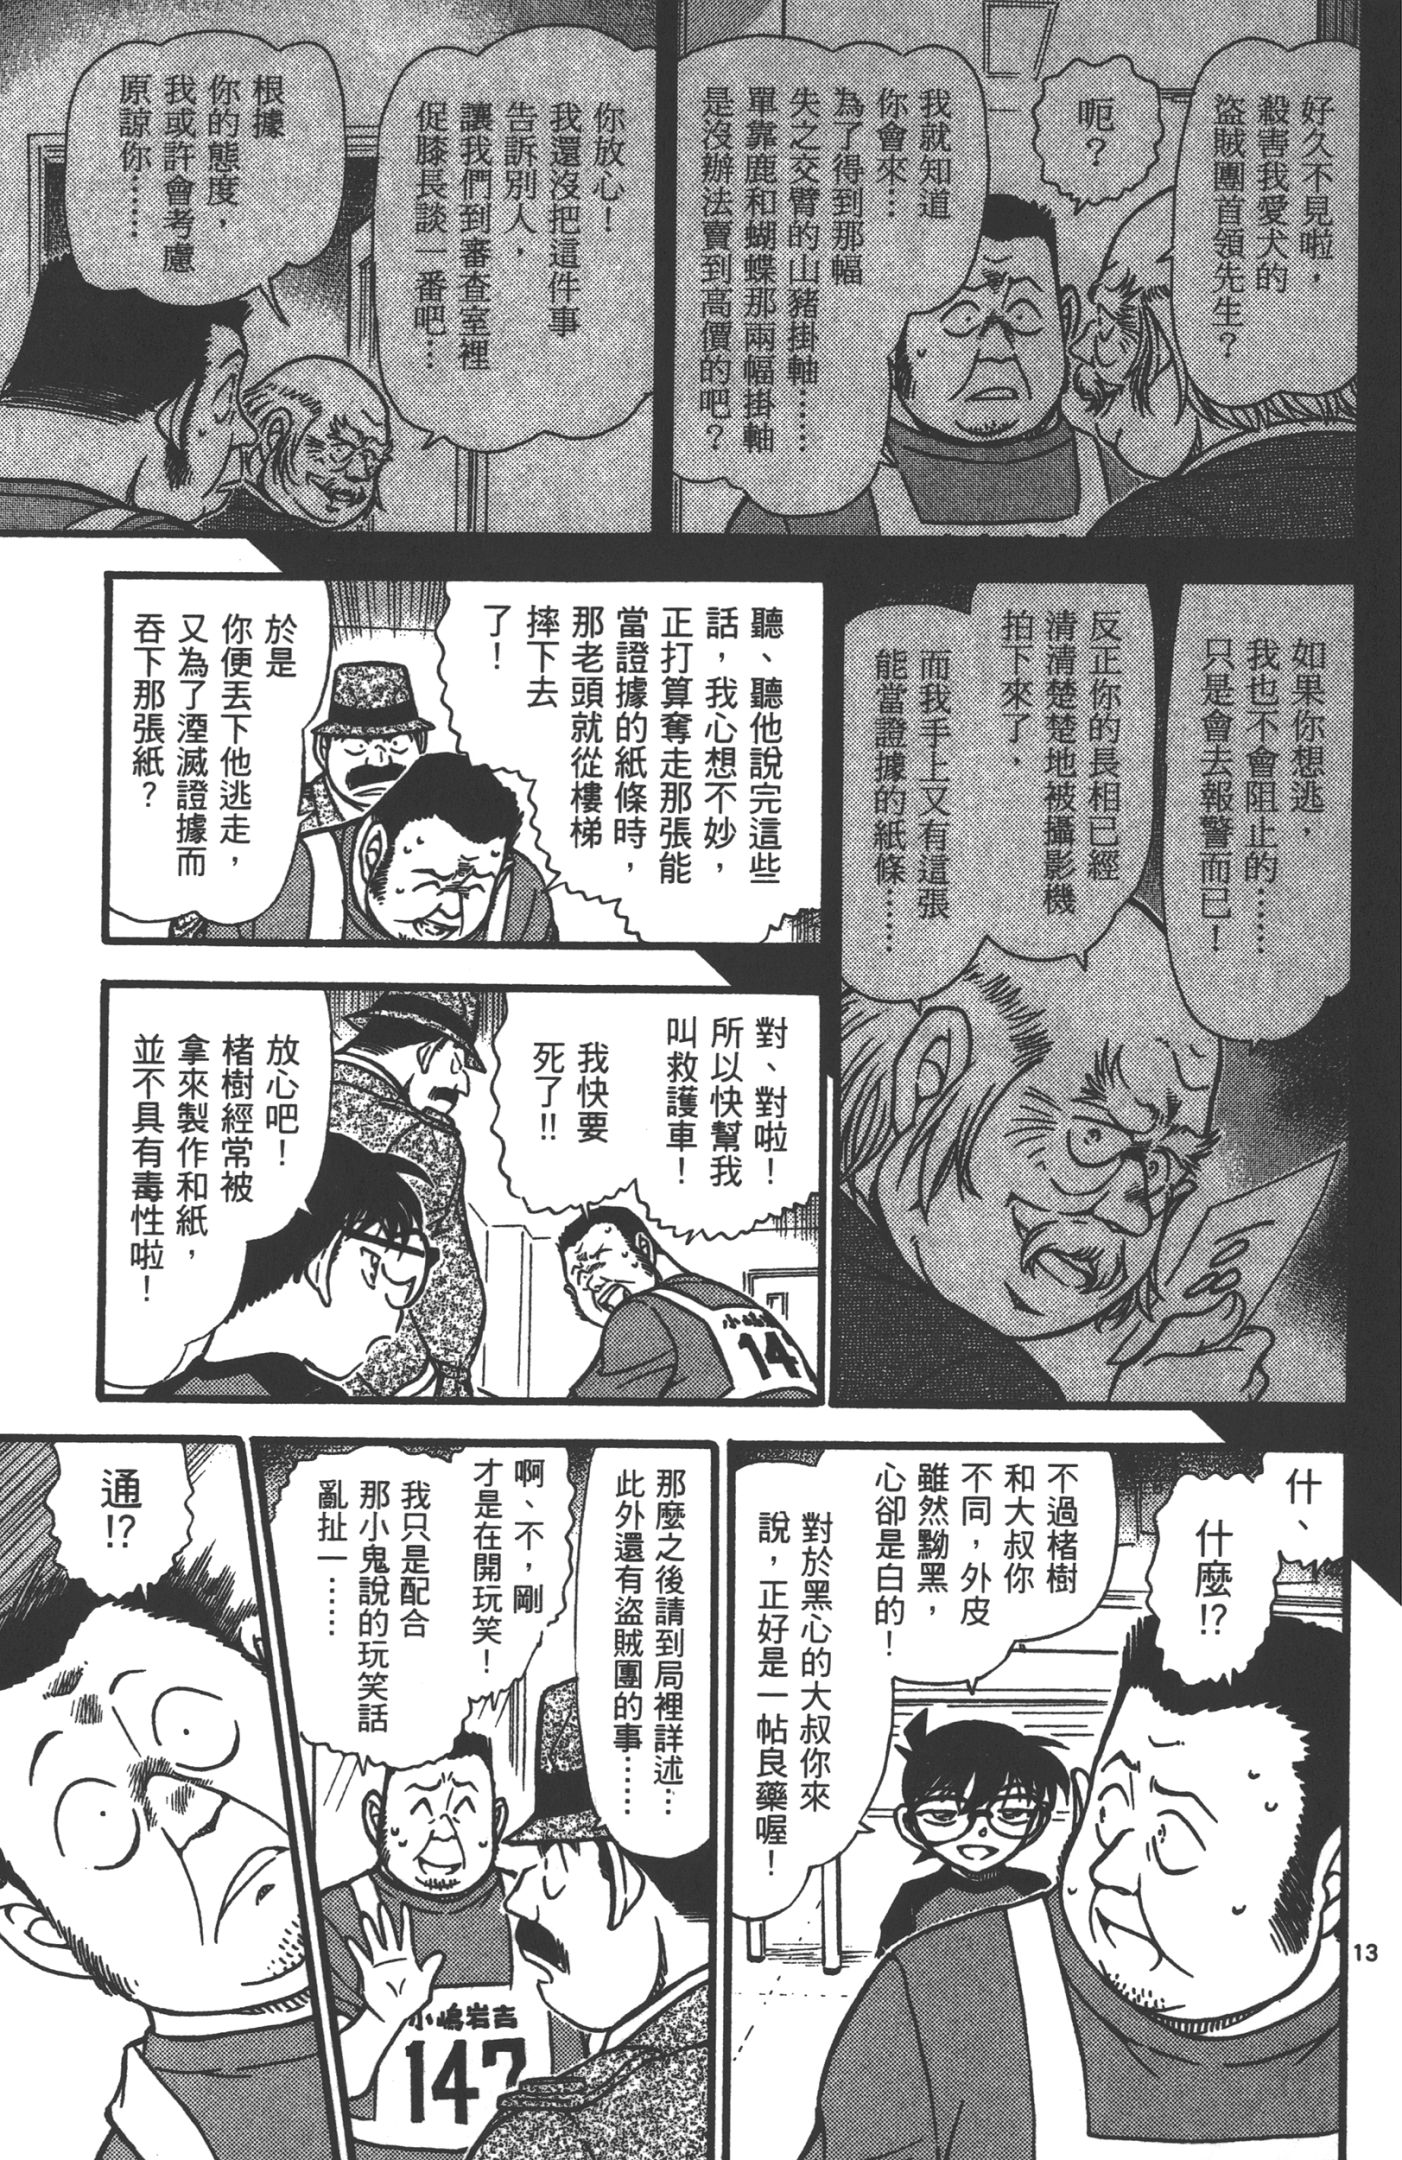 好久不見啦，
殺害我愛犬的
盜賊團首領先生？
呃？
我就知道
你會來…
為了得到那幅
失之交臂的山豬掛軸……
單靠鹿和蝴蝶那兩幅掛軸
是沒辦法賣到高價的吧？
你放心！
我還沒把這件事
告訴別人，
讓我們到審查室裡
促膝長談一番吧…
根據
你的態度，
我或許會考慮
原諒你……
如果你想逃，
我也不會阻止的……
只是會去報警而已！
反正你的長相已經
清清楚楚地被攝影機
拍下來了．
而我手上又有這張
能當證據的紙條……
聽、聽他說完這些
話，我心想不妙，
正打算奪走那張能
當證據的紙條時，
那老頭就從樓梯
摔下去
了！
於是
你便丟下他逃走，
又為了湮滅證據而
吞下那張紙？
對、對啦！
所以快幫我
叫救護車！
我快要
死了!!
放心吧！
楮樹經常被
拿來製作和紙，
並不具有毒性啦！
小嶋
14
什、
什麼!?
不過楮樹
和大叔你
不同，外皮
雖然黝黑，
心卻是白的！
對於黑心的大叔你來
說，正好是一帖良藥喔！
那麼之後請到局裡詳述…
此外還有盜賊團的事……
啊、不，剛
才是在開玩笑！
我只是配合
那小鬼說的玩笑話
亂扯一……
小嶋岩吉
147
通!?
13